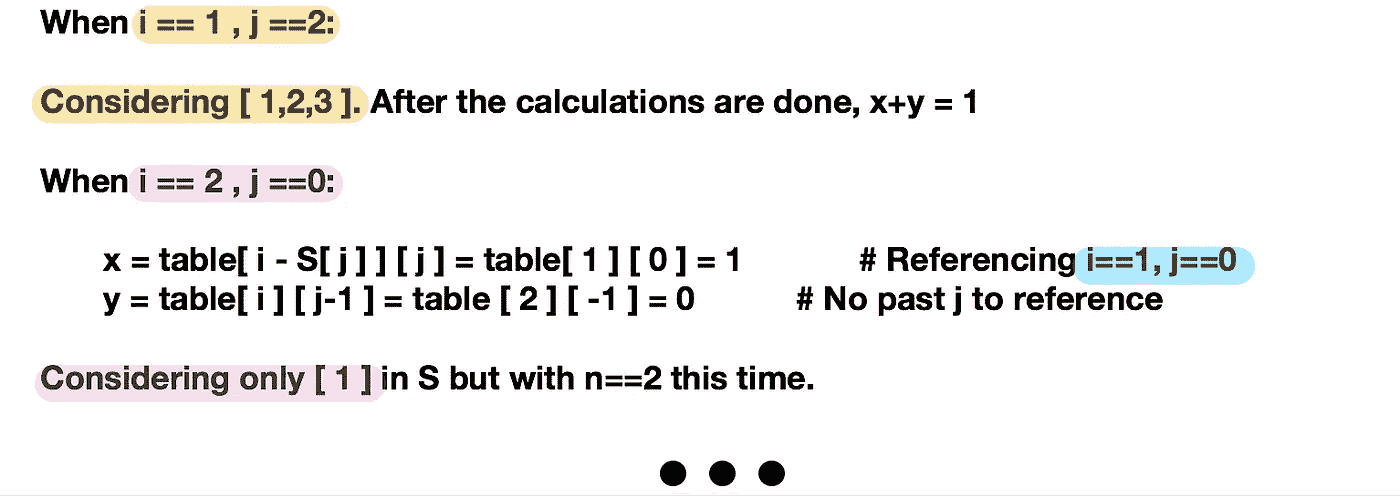 When i == 1 , j ==2:
Considering [ 1,2,3 ]. After the calculations are done, x+y = 1
When i == 2 , j ==0:
x = table[ i - S[ j ] ] [ j ] = table[ 1 ] [ 0 ] = 1 # Referencing i==1, j==0
y = table[ i ] [ j-1 ] = table [ 2 ] [ -1 ] = 0 # No past j to reference
Considering only [ 1 ] in S but with n==2 this time.